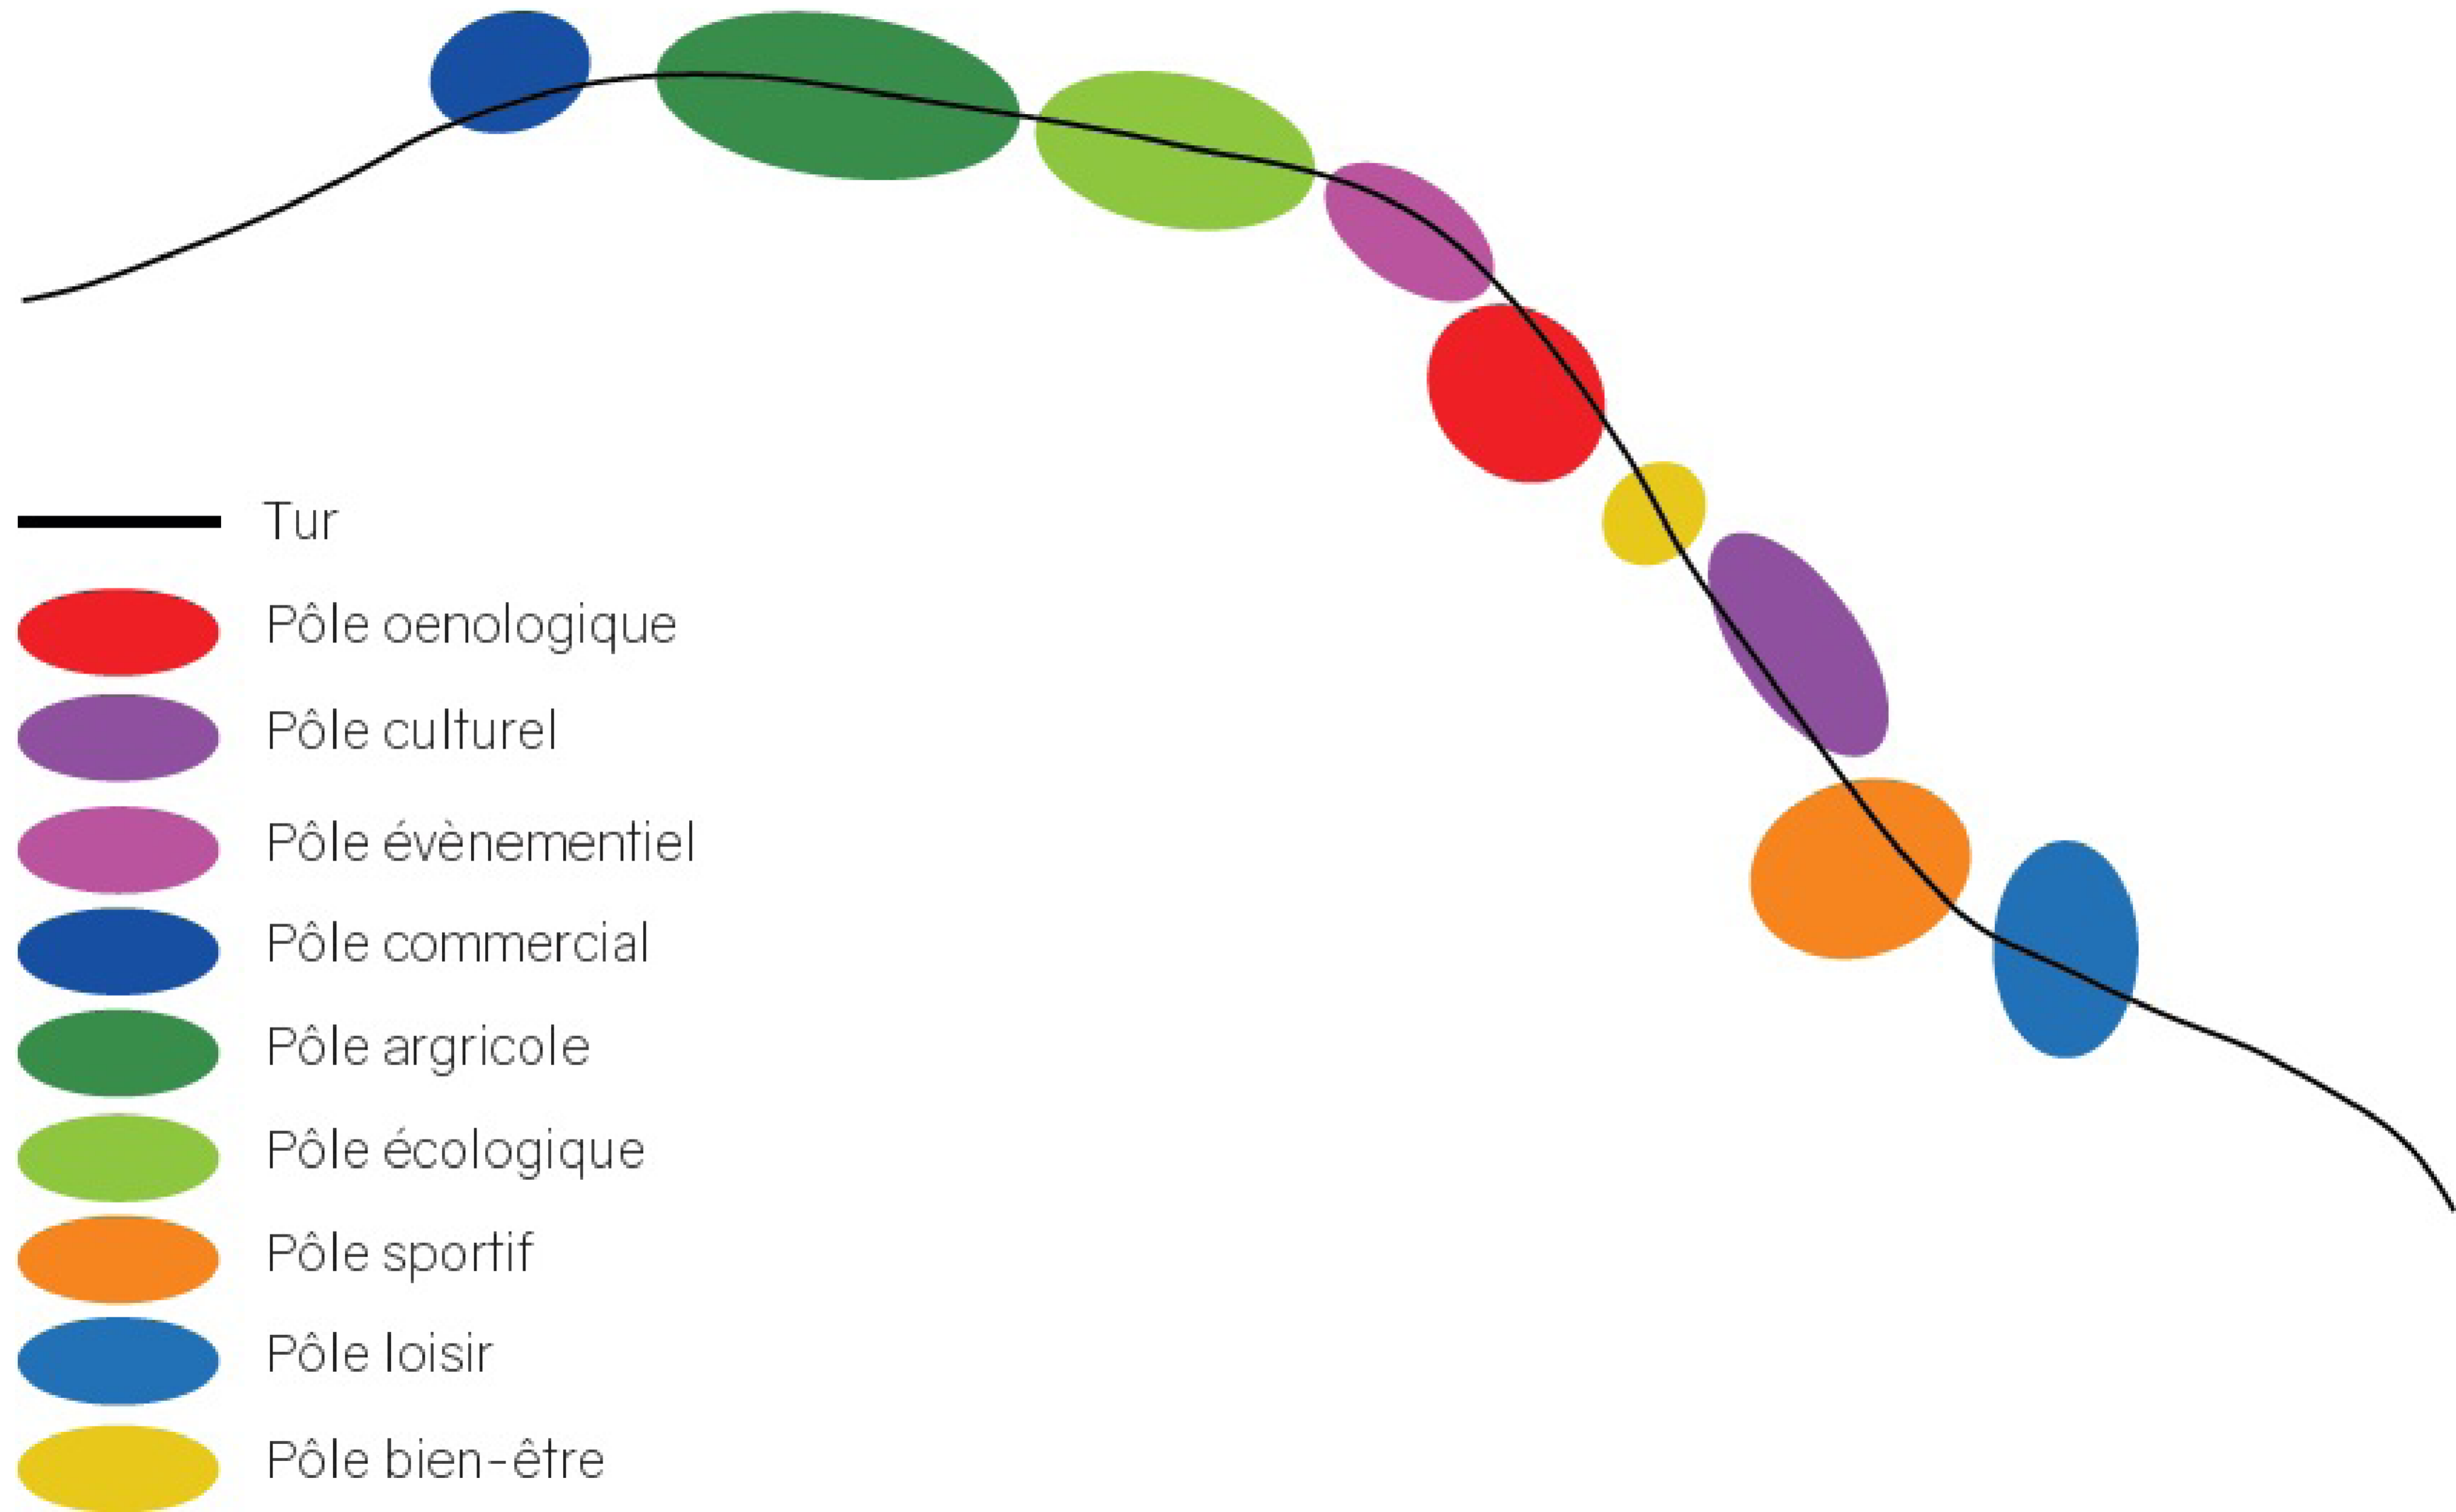 Tur
Pôle oenologique
Pôle culturel
Pôle évènementiel
Pôle commercial
Pôle argricole
Pôle écologique
Pôle sportif
Pôle loisir
Pôle bien-être